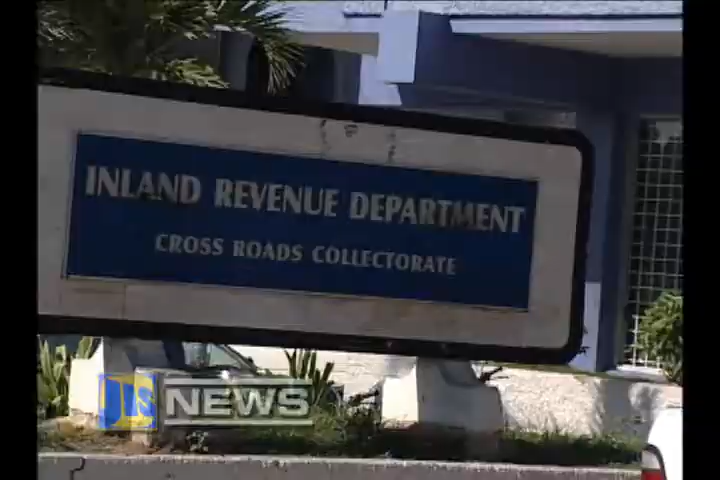 INLAND REVENUE DEPARTMENT
CROSS ROADS COLLECTORATE
JIS NEWS